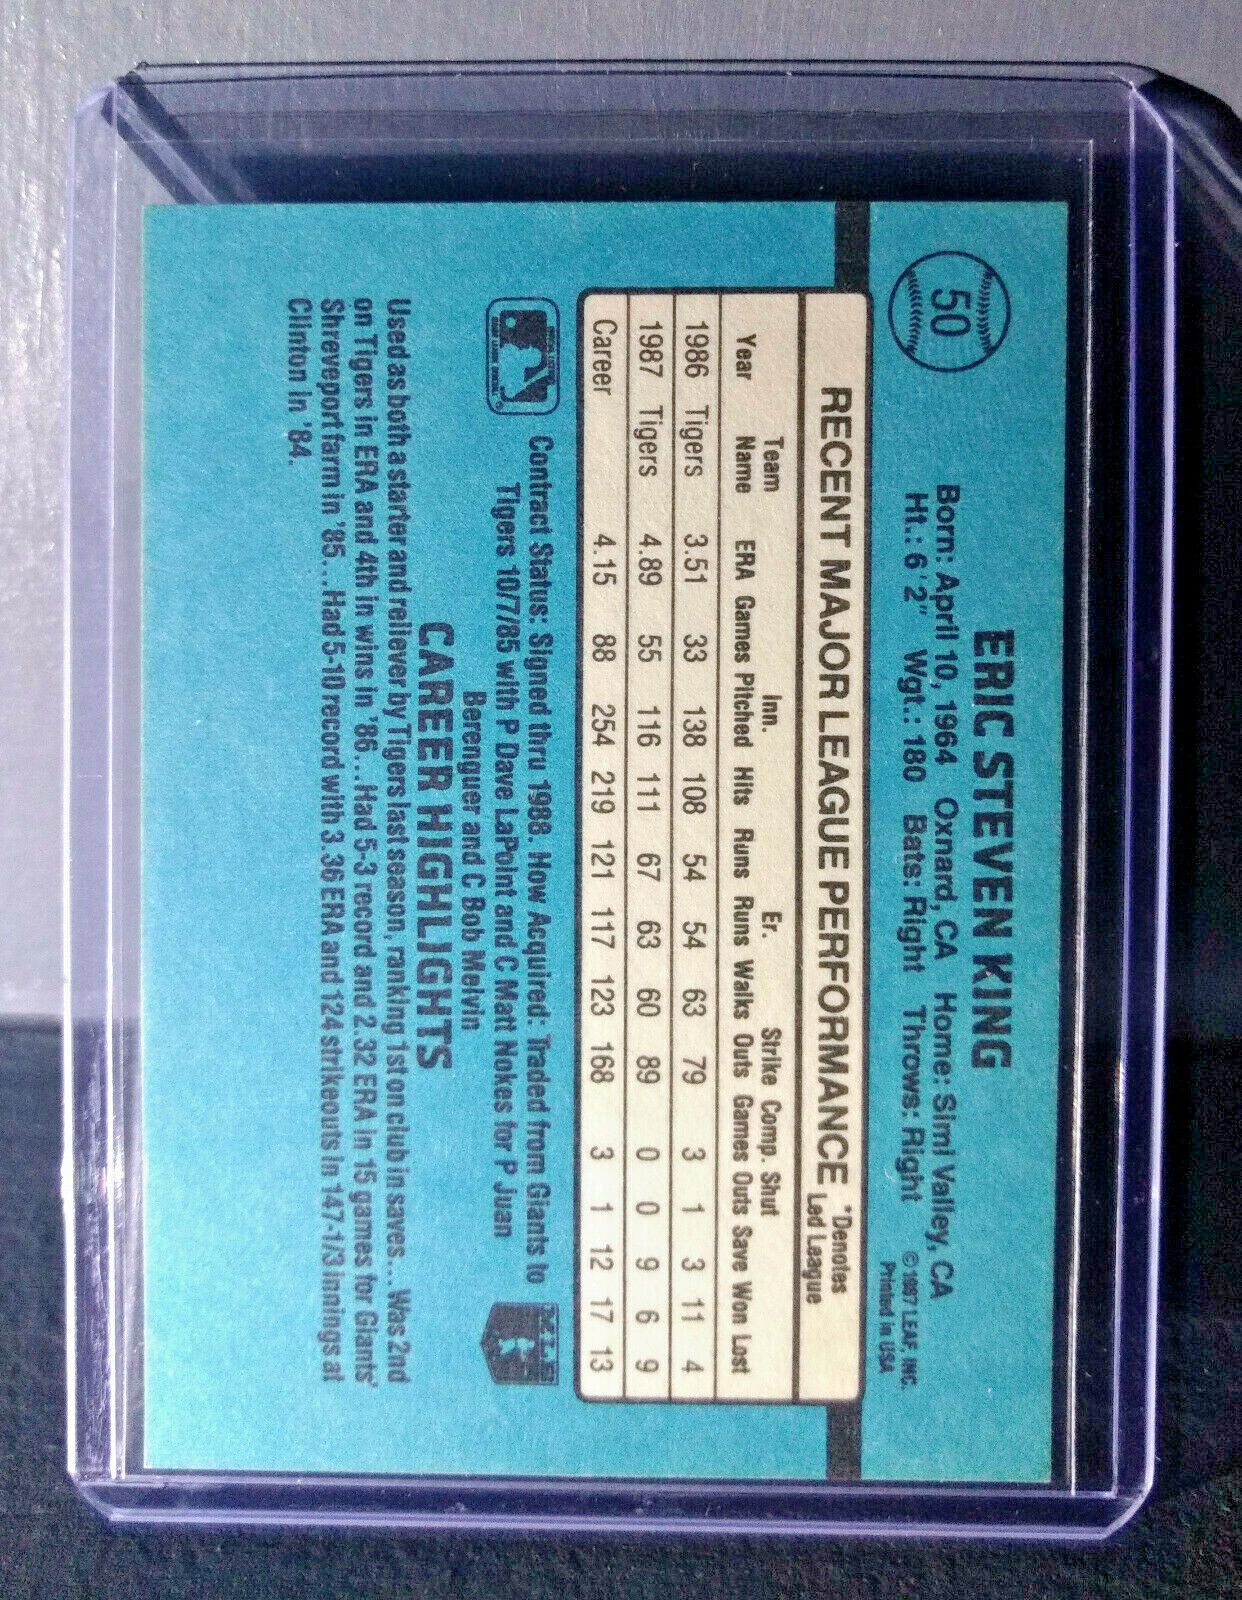 50
ERIC STEVEN KING
Born: April 10, 1964 Oxnard, CA Home: Simi Valley, CA
Ht.: 6'2" Wgt.: 180 Bats: Right Throws: Right
©1987 LEAF, INC.
Printed in USA
RECENT MAJOR LEAGUE PERFORMANCE *Denotes
Led League
Team Inn. Er. Strike Comp. Shut
Year Name ERA Games Pitched Hits Runs Runs Walks Outs Games Outs Save Won Lost
1986 Tigers 3.51 33 138 108 54 54 63 79 3 1 3 11 4
1987 Tigers 4.89 55 116 111 67 63 60 89 0 0 9 6 9
Career 4.15 88 254 219 121 117 123 168 3 1 12 17 13
Contract Status: Signed thru 1988. How Acquired: Traded from Giants to
Tigers 10/7/85 with P Dave LaPoint and C Matt Nokes for P Juan
Berenguer and C Bob Melvin
MLB
CAREER HIGHLIGHTS
Used as both a starter and reliever by Tigers last season, ranking 1st on club in saves...Was 2nd
on Tigers in ERA and 4th in wins in '86...Had 5-3 record and 2.32 ERA in 15 games for Giants'
Shreveport farm in '85...Had 5-10 record with 3.36 ERA and 124 strikeouts in 147-1/3 innings at
Clinton in '84.